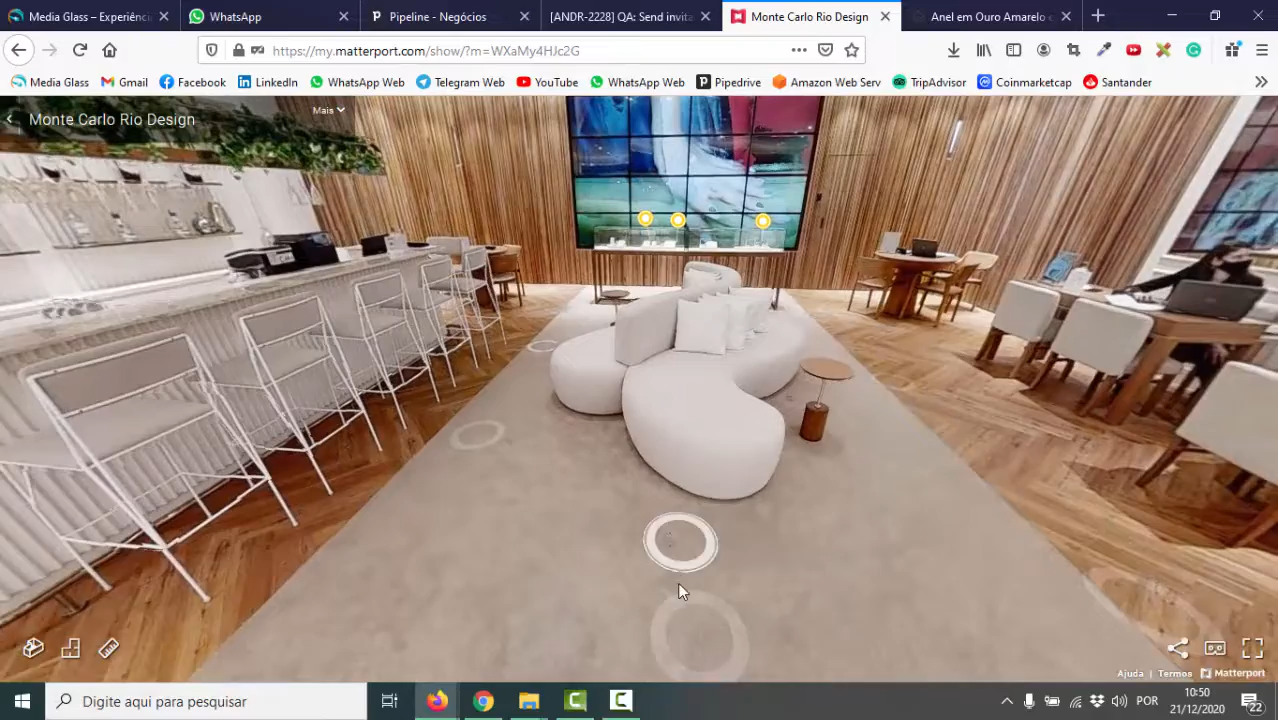 Media Glass – Experiênci
WhatsApp
Pipeline - Negócios
[ANDR-2228] QA: Send invita
Monte Carlo Rio Design
Anel em Ouro Amarelo
https://my.matterport.com/show/?m=WXaMy4HJc2G
Media Glass
Gmail
Facebook
LinkedIn
WhatsApp Web
Telegram Web
YouTube
WhatsApp Web
Pipedrive
Amazon Web Serv
TripAdvisor
Coinmarketcap
Santander
Mais
Monte Carlo Rio Design
Ajuda | Termos
Matterport
Digite aqui para pesquisar
POR
10:50
21/12/2020
22